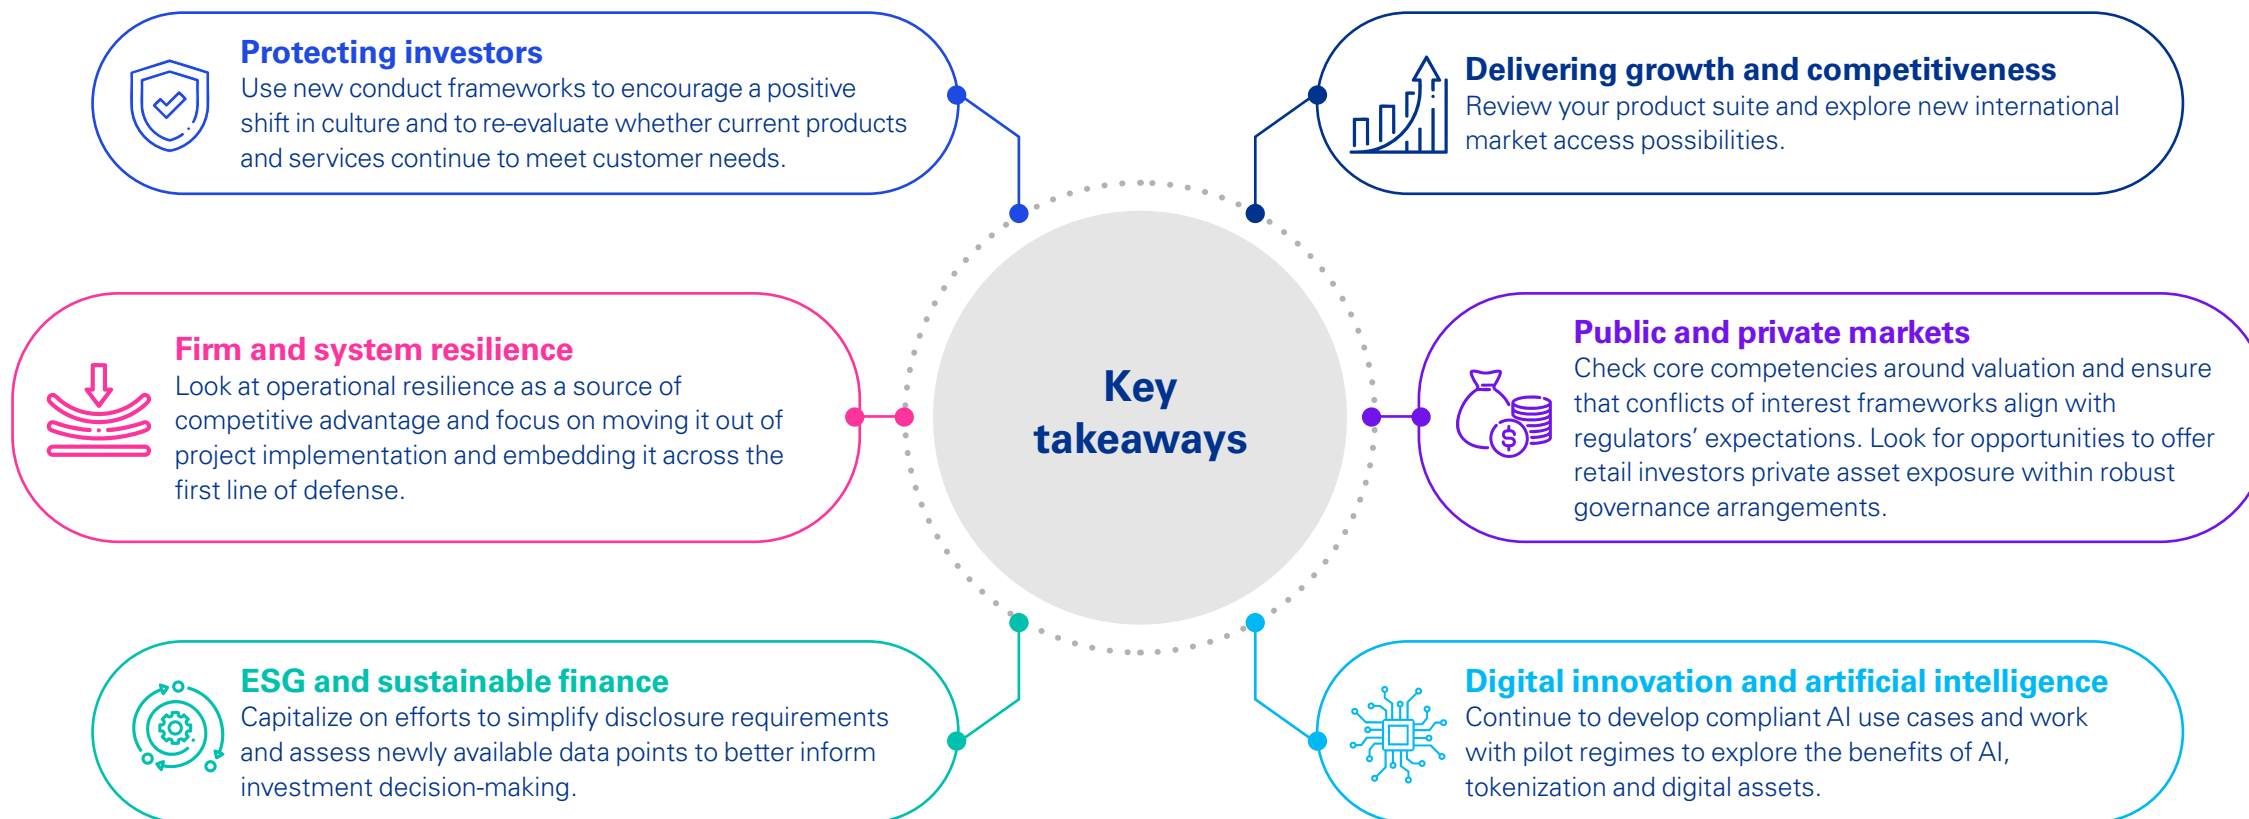 Protecting investors
Use new conduct frameworks to encourage a positive
shift in culture and to re-evaluate whether current products
and services continue to meet customer needs.
Delivering growth and competitiveness
Review your product suite and explore new international
market access possibilities.
Firm and system resilience
Look at operational resilience as a source of
competitive advantage and focus on moving it out of
project implementation and embedding it across the
first line of defense.
Key
takeaways
Public and private markets
Check core competencies around valuation and ensure
that conflicts of interest frameworks align with
regulators’ expectations. Look for opportunities to offer
retail investors private asset exposure within robust
governance arrangements.
ESG and sustainable finance
Capitalize on efforts to simplify disclosure requirements
and assess newly available data points to better inform
investment decision-making.
Digital innovation and artificial intelligence
Continue to develop compliant AI use cases and work
with pilot regimes to explore the benefits of AI,
tokenization and digital assets.